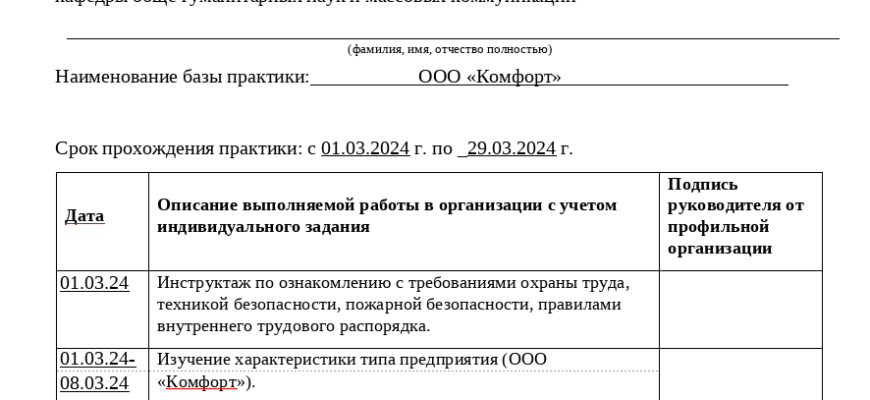 кафедры обще гуманитарных наук и массовых коммуникаций
(фамилия, имя, отчество полностью)
Наименование базы практики: ООО «Комфорт»
Срок прохождения практики: с 01.03.2024 г. по _29.03.2024 г.
Дата
Описание выполняемой работы в организации с учетом
индивидуального задания
Подпись
руководителя от
профильной
организации
01.03.24
Инструктаж по ознакомлению с требованиями охраны труда,
техникой безопасности, пожарной безопасности, правилами
внутреннего трудового распорядка.
01.03.24-
08.03.24
Изучение характеристики типа предприятия (ООО
«Комфорт»).